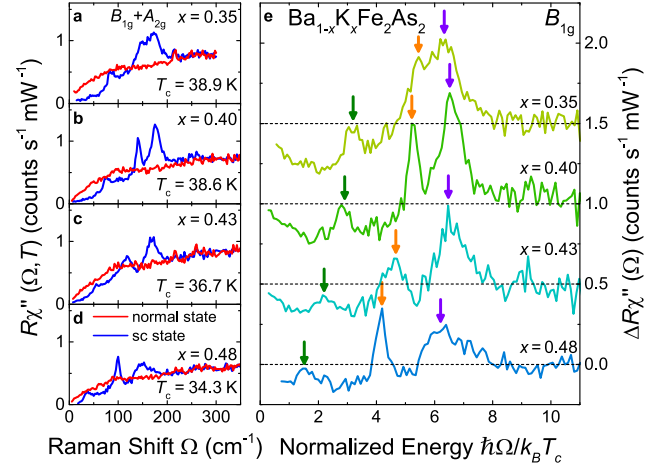 a
B1g+A2g
x = 0.35
Tc = 38.9 K
1
0
b
x = 0.40
Tc = 38.6 K
1
0
c
x = 0.43
Tc = 36.7 K
1
0
d
normal state
sc state
x = 0.48
Tc = 34.3 K
1
0
0 100 200 300
Raman Shift Ω (cm⁻¹)
Rχ'' (Ω,T) (counts s⁻¹ mW⁻¹)
e
Ba1-xKxFe2As2
B1g
x = 0.35
x = 0.40
x = 0.43
x = 0.48
2.0
1.5
1.0
0.5
0.0
0 2 4 6 8 10
Normalized Energy ħΩ/kBTc
ΔRχ'' (Ω) (counts s⁻¹ mW⁻¹)